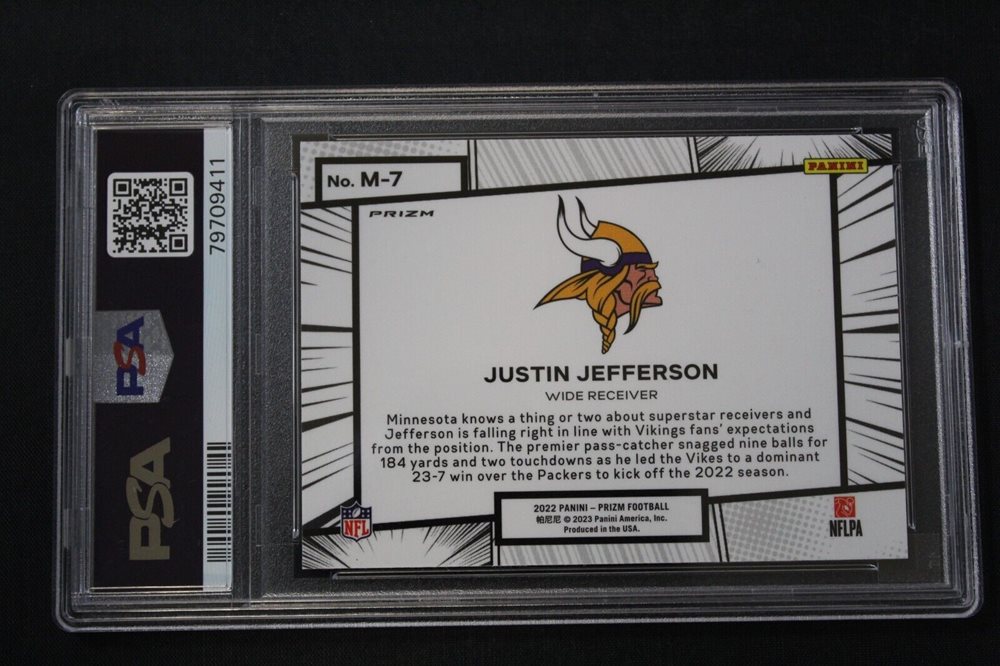 79709411
PSA
PSA
No. M-7
PANINI
PRIZM
JUSTIN JEFFERSON
WIDE RECEIVER
Minnesota knows a thing or two about superstar receivers and
Jefferson is falling right in line with Vikings fans' expectations
from the position. The premier pass-catcher snagged nine balls for
184 yards and two touchdowns as he led the Vikes to a dominant
23-7 win over the Packers to kick off the 2022 season.
NFL
2022 PANINI – PRIZM FOOTBALL
帕尼尼 © 2023 Panini America, Inc.
Produced in the USA.
NFLPA